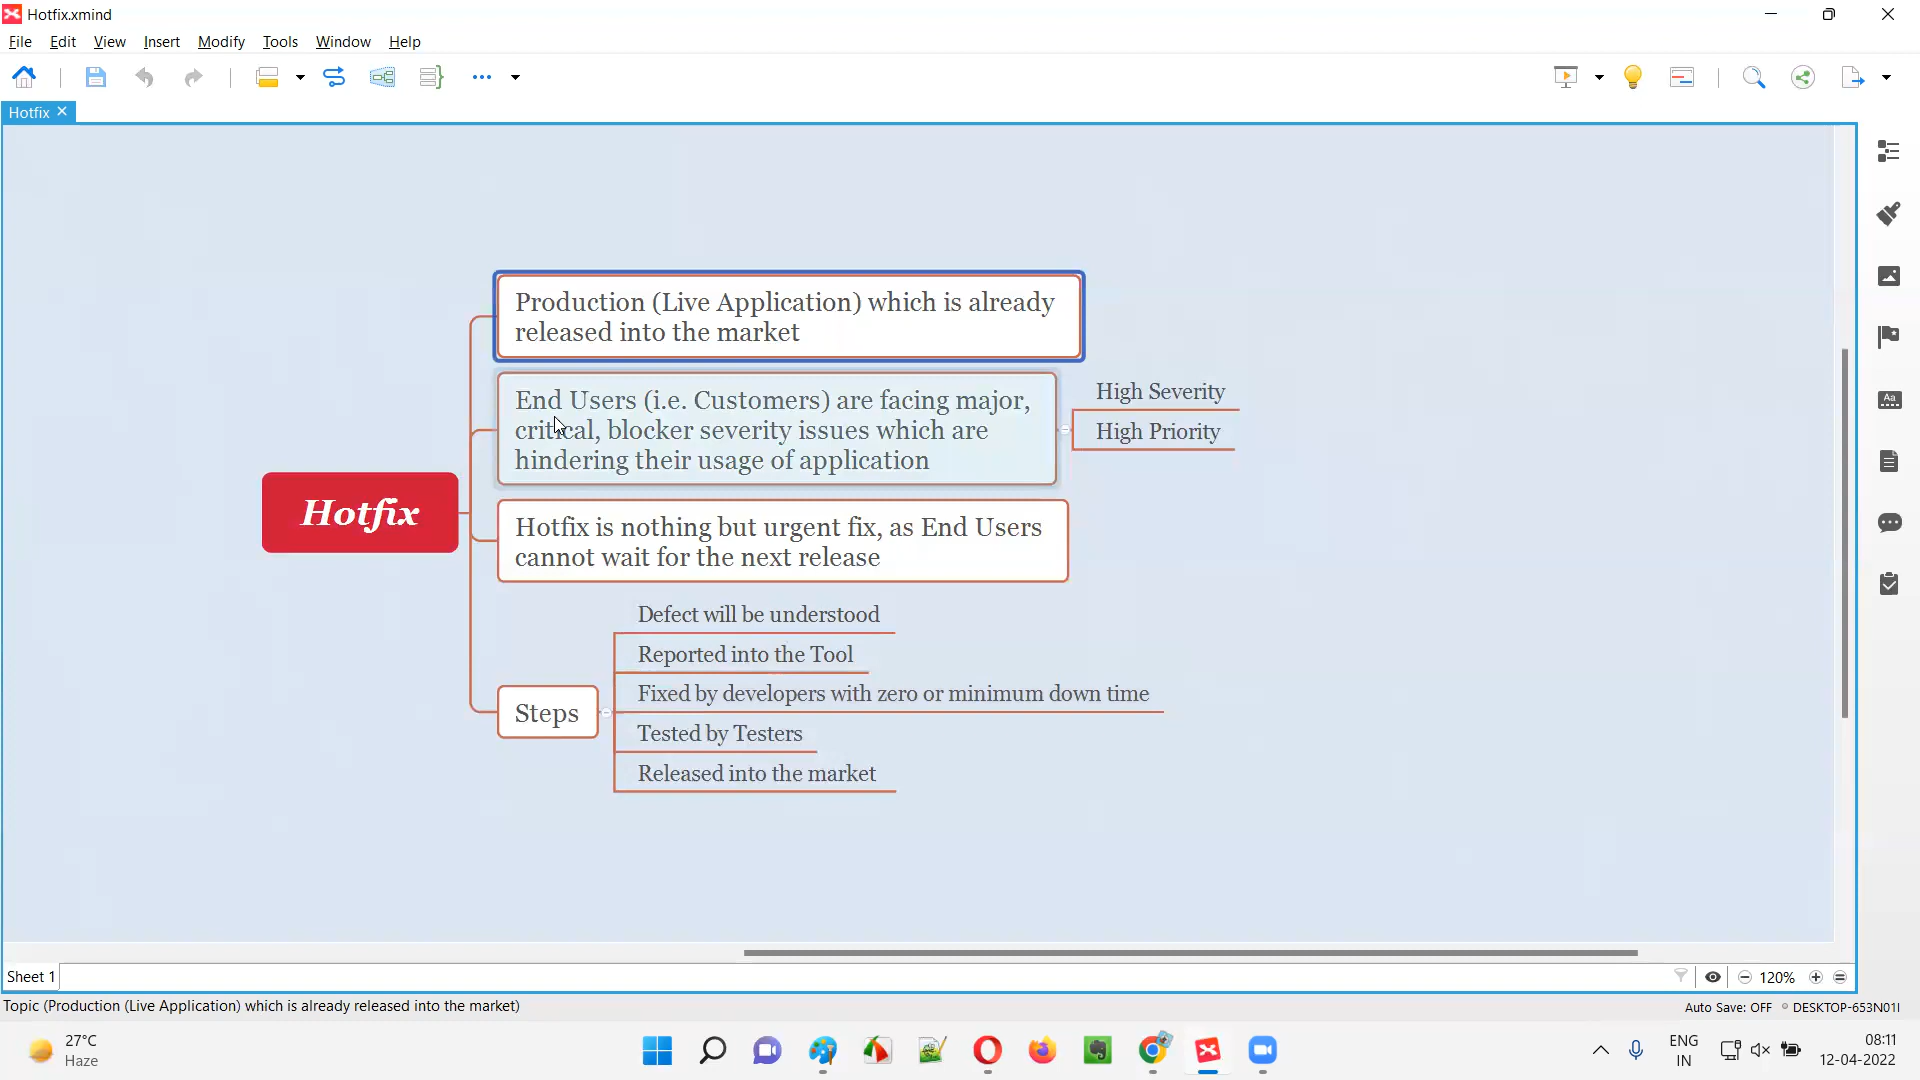 Hotfix.xmind
File Edit View Insert Modify Tools Window Help
Hotfix
Production (Live Application) which is already
released into the market
End Users (i.e. Customers) are facing major,
critical, blocker severity issues which are
hindering their usage of application
High Severity
High Priority
Hotfix
Hotfix is nothing but urgent fix, as End Users
cannot wait for the next release
Steps
Defect will be understood
Reported into the Tool
Fixed by developers with zero or minimum down time
Tested by Testers
Released into the market
Aa
Sheet 1
120%
Topic (Production (Live Application) which is already released into the market)
Auto Save: OFF
DESKTOP-653N01I
27°C
Haze
ENG
IN
08:11
12-04-2022